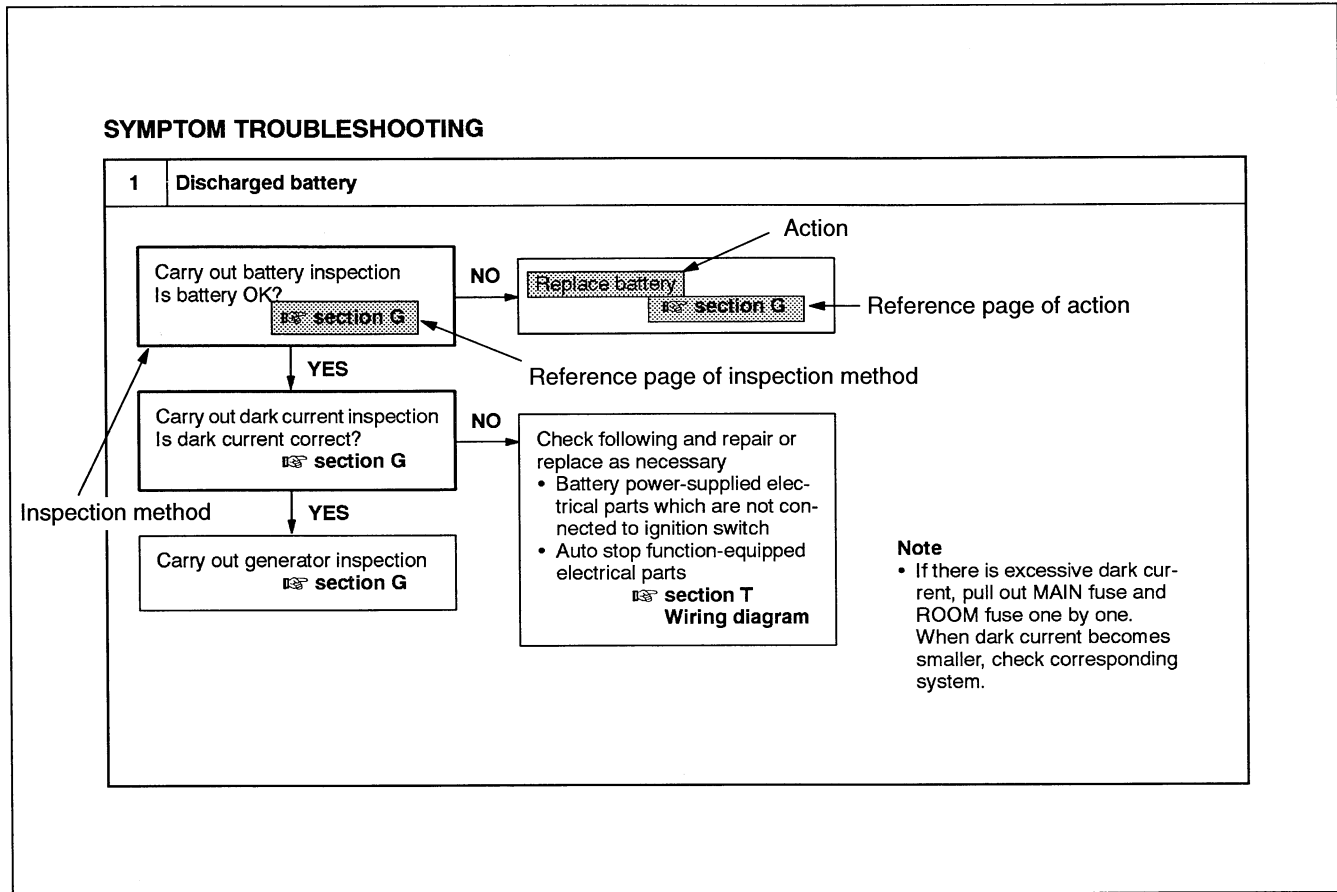 SYMPTOM TROUBLESHOOTING
1 Discharged battery
Action
Carry out battery inspection
Is battery OK?
☞ section G
NO
Replace battery
☞ section G
Reference page of action
YES
Reference page of inspection method
Carry out dark current inspection
Is dark current correct?
☞ section G
NO
Check following and repair or
replace as necessary
• Battery power-supplied elec-
trical parts which are not con-
nected to ignition switch
• Auto stop function-equipped
electrical parts
☞ section T
Wiring diagram
Inspection method
YES
Carry out generator inspection
☞ section G
Note
• If there is excessive dark cur-
rent, pull out MAIN fuse and
ROOM fuse one by one.
When dark current becomes
smaller, check corresponding
system.